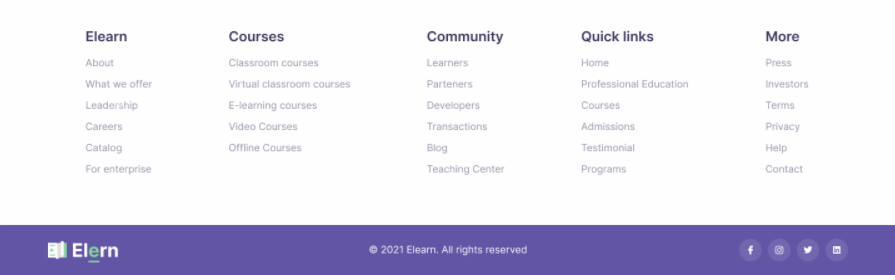 Elearn
About
What we offer
Leadership
Careers
Catalog
For enterprise
Courses
Classroom courses
Virtual classroom courses
E-learning courses
Video Courses
Offline Courses
Community
Learners
Parteners
Developers
Transactions
Blog
Teaching Center
Quick links
Home
Professional Education
Courses
Admissions
Testimonial
Programs
More
Press
Investors
Terms
Privacy
Help
Contact
Elern
© 2021 Elearn. All rights reserved